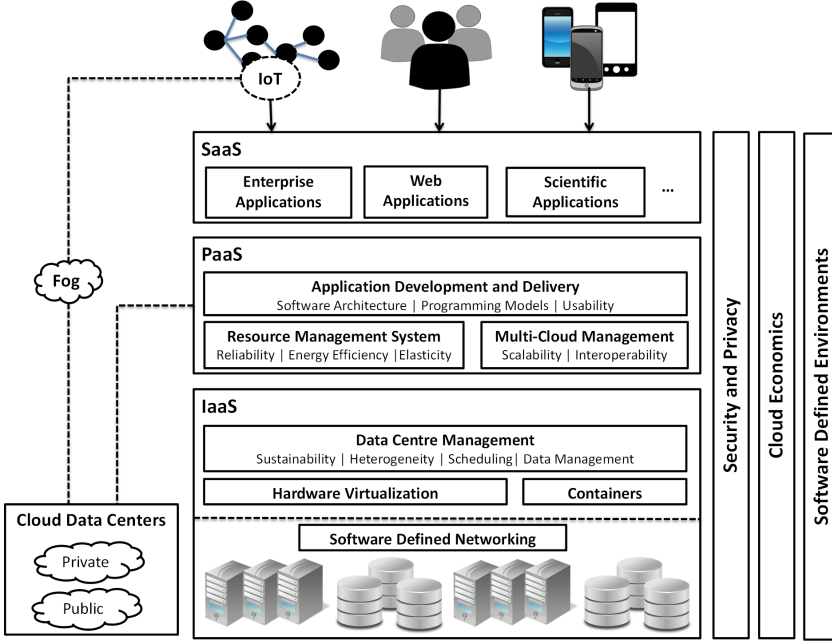 IoT
SaaS
Enterprise
Applications
Web
Applications
Scientific
Applications
...
Fog
PaaS
Application Development and Delivery
Software Architecture | Programming Models | Usability
Resource Management System
Reliability | Energy Efficiency |Elasticity
Multi-Cloud Management
Scalability | Interoperability
IaaS
Data Centre Management
Sustainability | Heterogeneity | Scheduling| Data Management
Hardware Virtualization
Containers
Software Defined Networking
Cloud Data Centers
Private
Public
Security and Privacy
Cloud Economics
Software Defined Environments